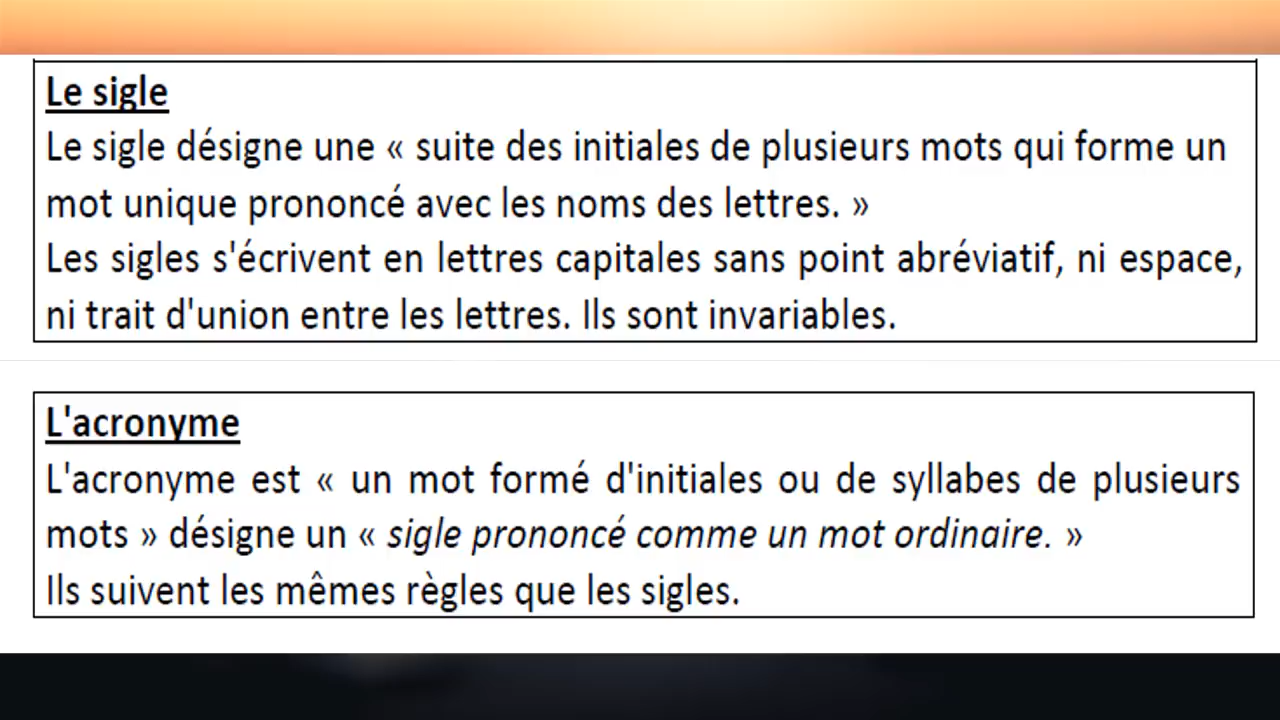 Le sigle
Le sigle désigne une « suite des initiales de plusieurs mots qui forme un
mot unique prononcé avec les noms des lettres. »
Les sigles s'écrivent en lettres capitales sans point abréviatif, ni espace,
ni trait d'union entre les lettres. Ils sont invariables.
L'acronyme
L'acronyme est « un mot formé d'initiales ou de syllabes de plusieurs
mots » désigne un « sigle prononcé comme un mot ordinaire. »
Ils suivent les mêmes règles que les sigles.